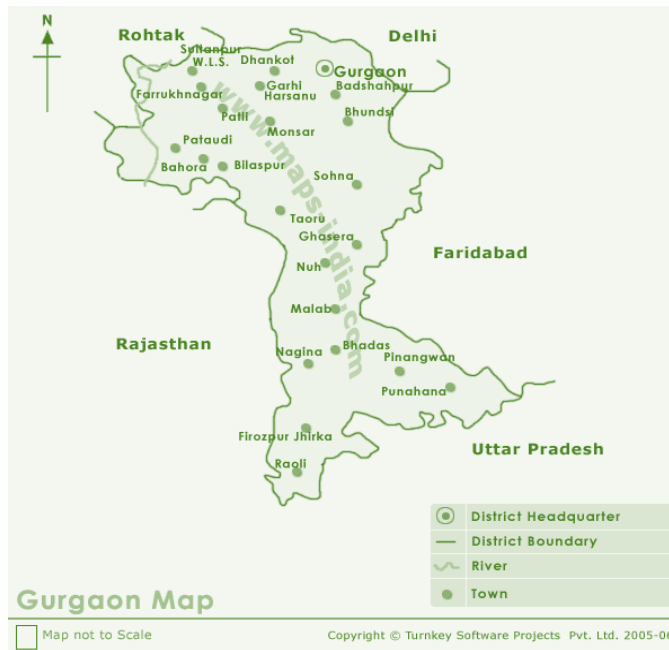 N
Rohtak
Delhi
Sultanpur
W.L.S.
Dhankot
Gurgaon
Farrukhnagar
Garhi
Harsanu
Badshahpur
Patli
Bhundsi
Monsar
Pataudi
Bahora
Bilaspur
Sohna
Taoru
Ghasera
Faridabad
Nuh
www.mapsindia.com
Malab
Rajasthan
Nagina
Bhadas
Pinangwan
Punahana
Firozpur Jhirka
Uttar Pradesh
Raoli
District Headquarter
District Boundary
River
Town
Gurgaon Map
Map not to Scale
Copyright © Turnkey Software Projects Pvt. Ltd. 2005-06